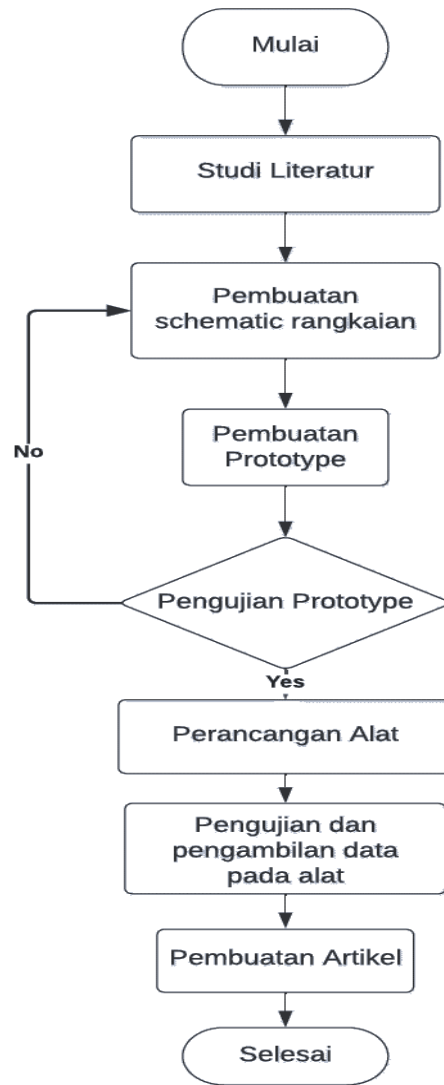 Mulai
Studi Literatur
Pembuatan
schematic rangkaian
Pembuatan
Prototype
No
Pengujian Prototype
Yes
Perancangan Alat
Pengujian dan
pengambilan data
pada alat
Pembuatan Artikel
Selesai